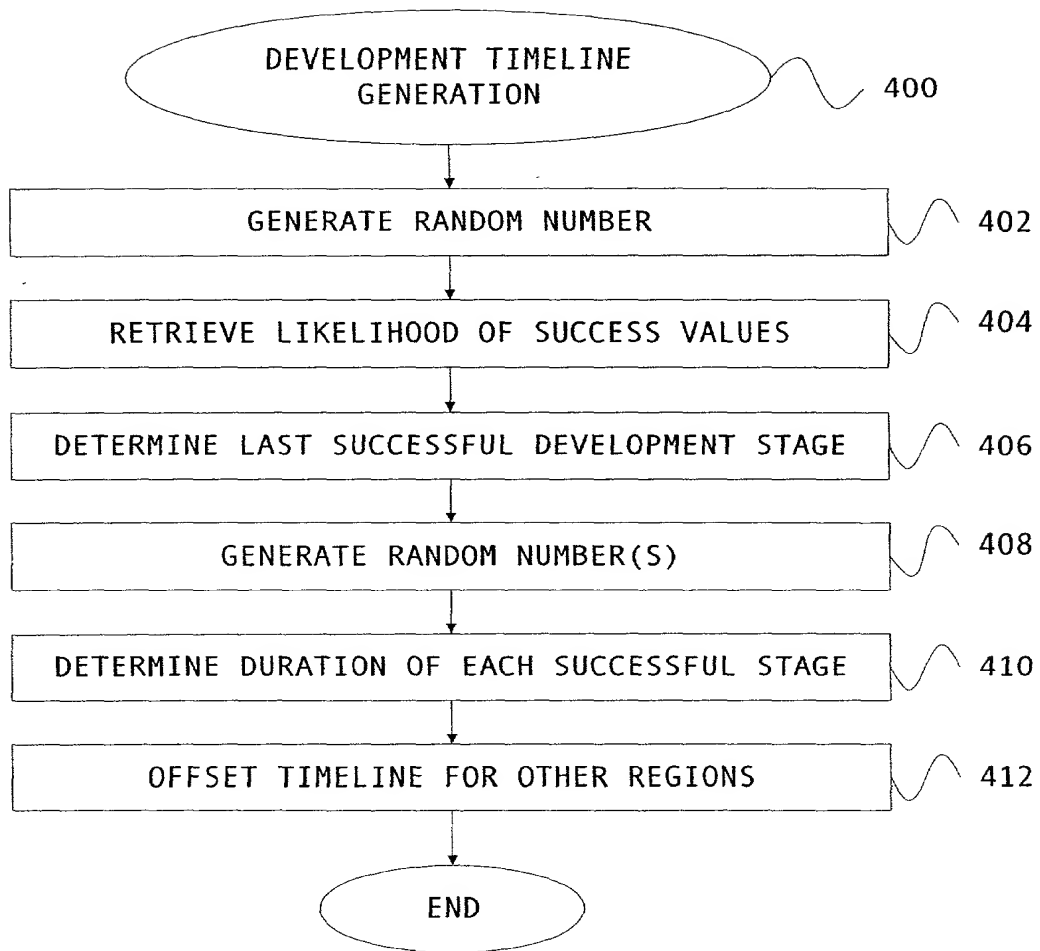 DEVELOPMENT TIMELINE
GENERATION
400
GENERATE RANDOM NUMBER
402
RETRIEVE LIKELIHOOD OF SUCCESS VALUES
404
DETERMINE LAST SUCCESSFUL DEVELOPMENT STAGE
406
GENERATE RANDOM NUMBER(S)
408
DETERMINE DURATION OF EACH SUCCESSFUL STAGE
410
OFFSET TIMELINE FOR OTHER REGIONS
412
END